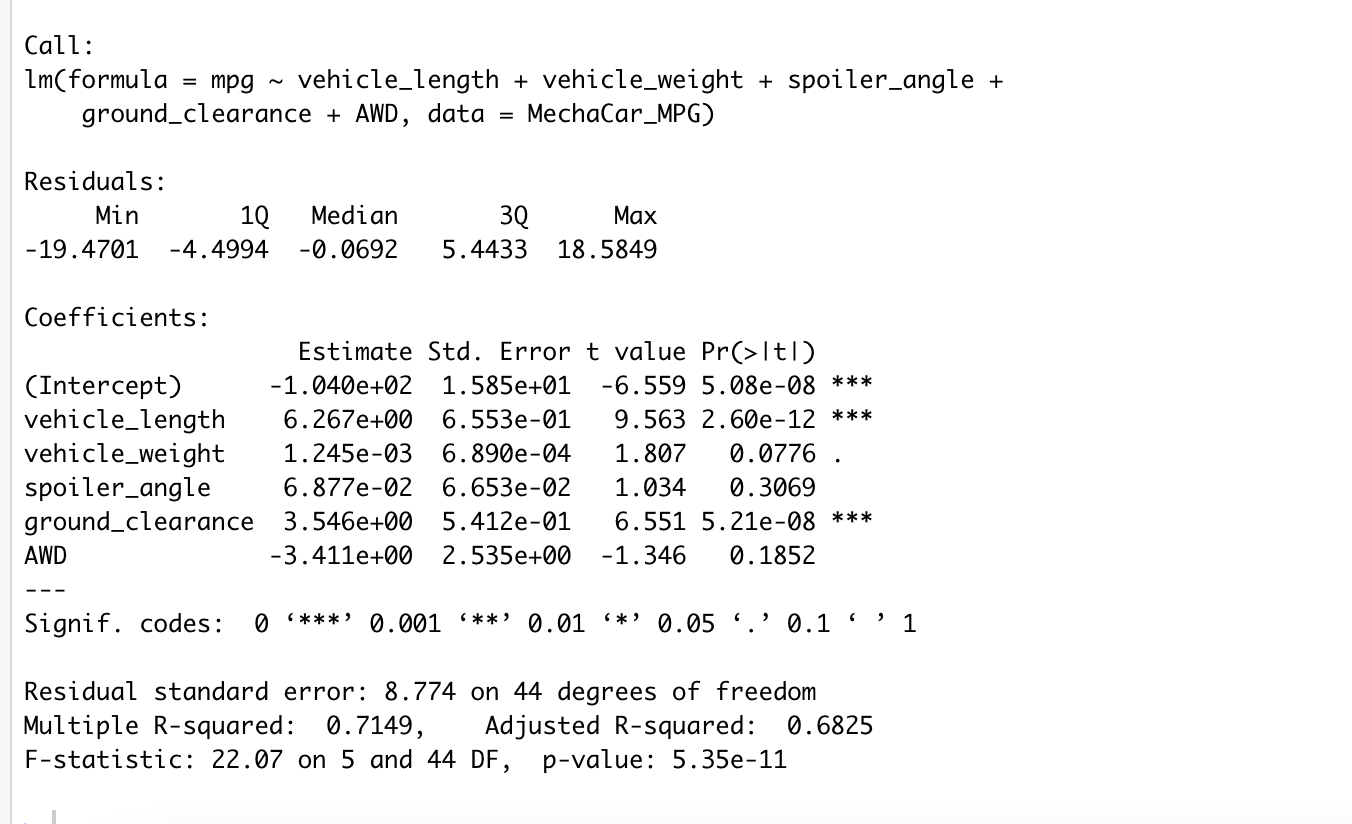 Call:
lm(formula = mpg ~ vehicle_length + vehicle_weight + spoiler_angle +
    ground_clearance + AWD, data = MechaCar_MPG)
Residuals:
     Min       1Q   Median       3Q      Max
-19.4701  -4.4994  -0.0692   5.4433  18.5849
Coefficients:
                   Estimate Std. Error t value Pr(>|t|)
(Intercept)      -1.040e+02  1.585e+01  -6.559 5.08e-08 ***
vehicle_length    6.267e+00  6.553e-01   9.563 2.60e-12 ***
vehicle_weight    1.245e-03  6.890e-04   1.807   0.0776 .
spoiler_angle     6.877e-02  6.653e-02   1.034   0.3069
ground_clearance  3.546e+00  5.412e-01   6.551 5.21e-08 ***
AWD              -3.411e+00  2.535e+00  -1.346   0.1852
---
Signif. codes:  0 ‘***’ 0.001 ‘**’ 0.01 ‘*’ 0.05 ‘.’ 0.1 ‘ ’ 1
Residual standard error: 8.774 on 44 degrees of freedom
Multiple R-squared:  0.7149,	Adjusted R-squared:  0.6825
F-statistic: 22.07 on 5 and 44 DF,  p-value: 5.35e-11